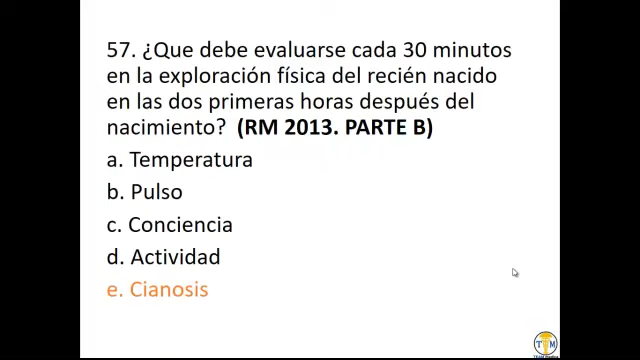 57. ¿Que debe evaluarse cada 30 minutos
en la exploración física del recién nacido
en las dos primeras horas después del
nacimiento? (RM 2013. PARTE B)
a. Temperatura
b. Pulso
c. Conciencia
d. Actividad
e. Cianosis